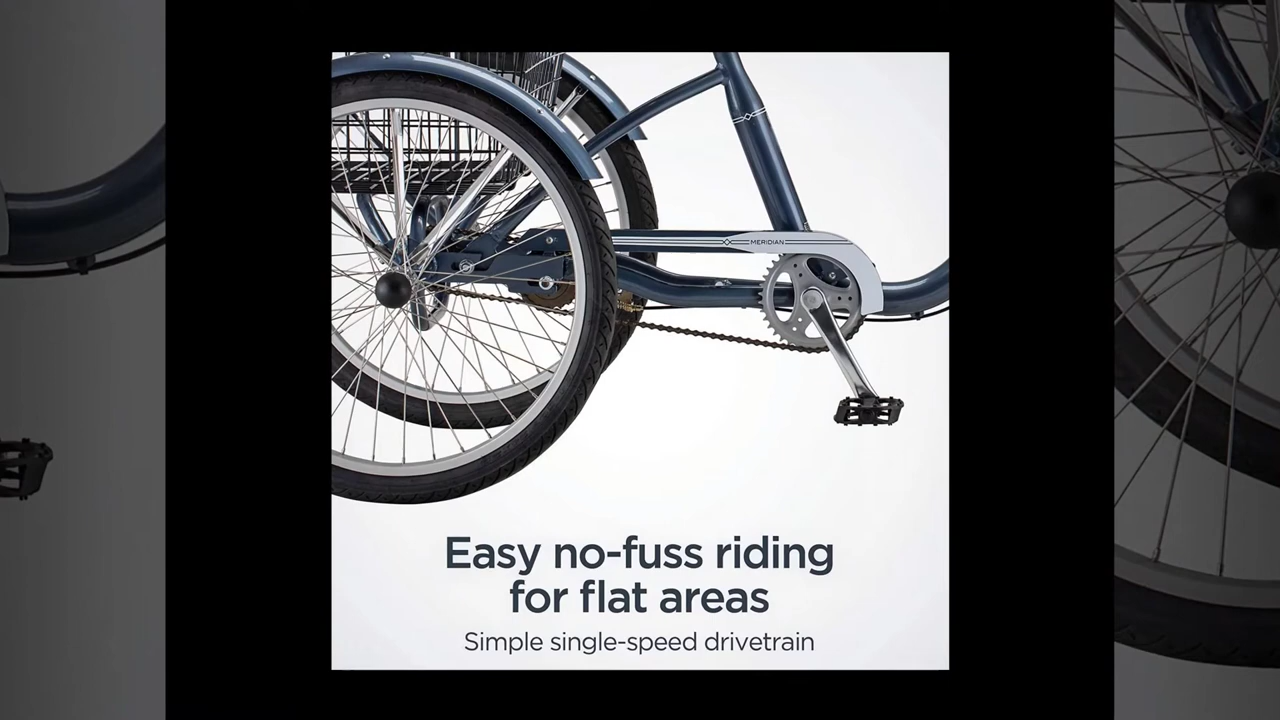 MERIDIAN
Easy no-fuss riding
for flat areas
Simple single-speed drivetrain